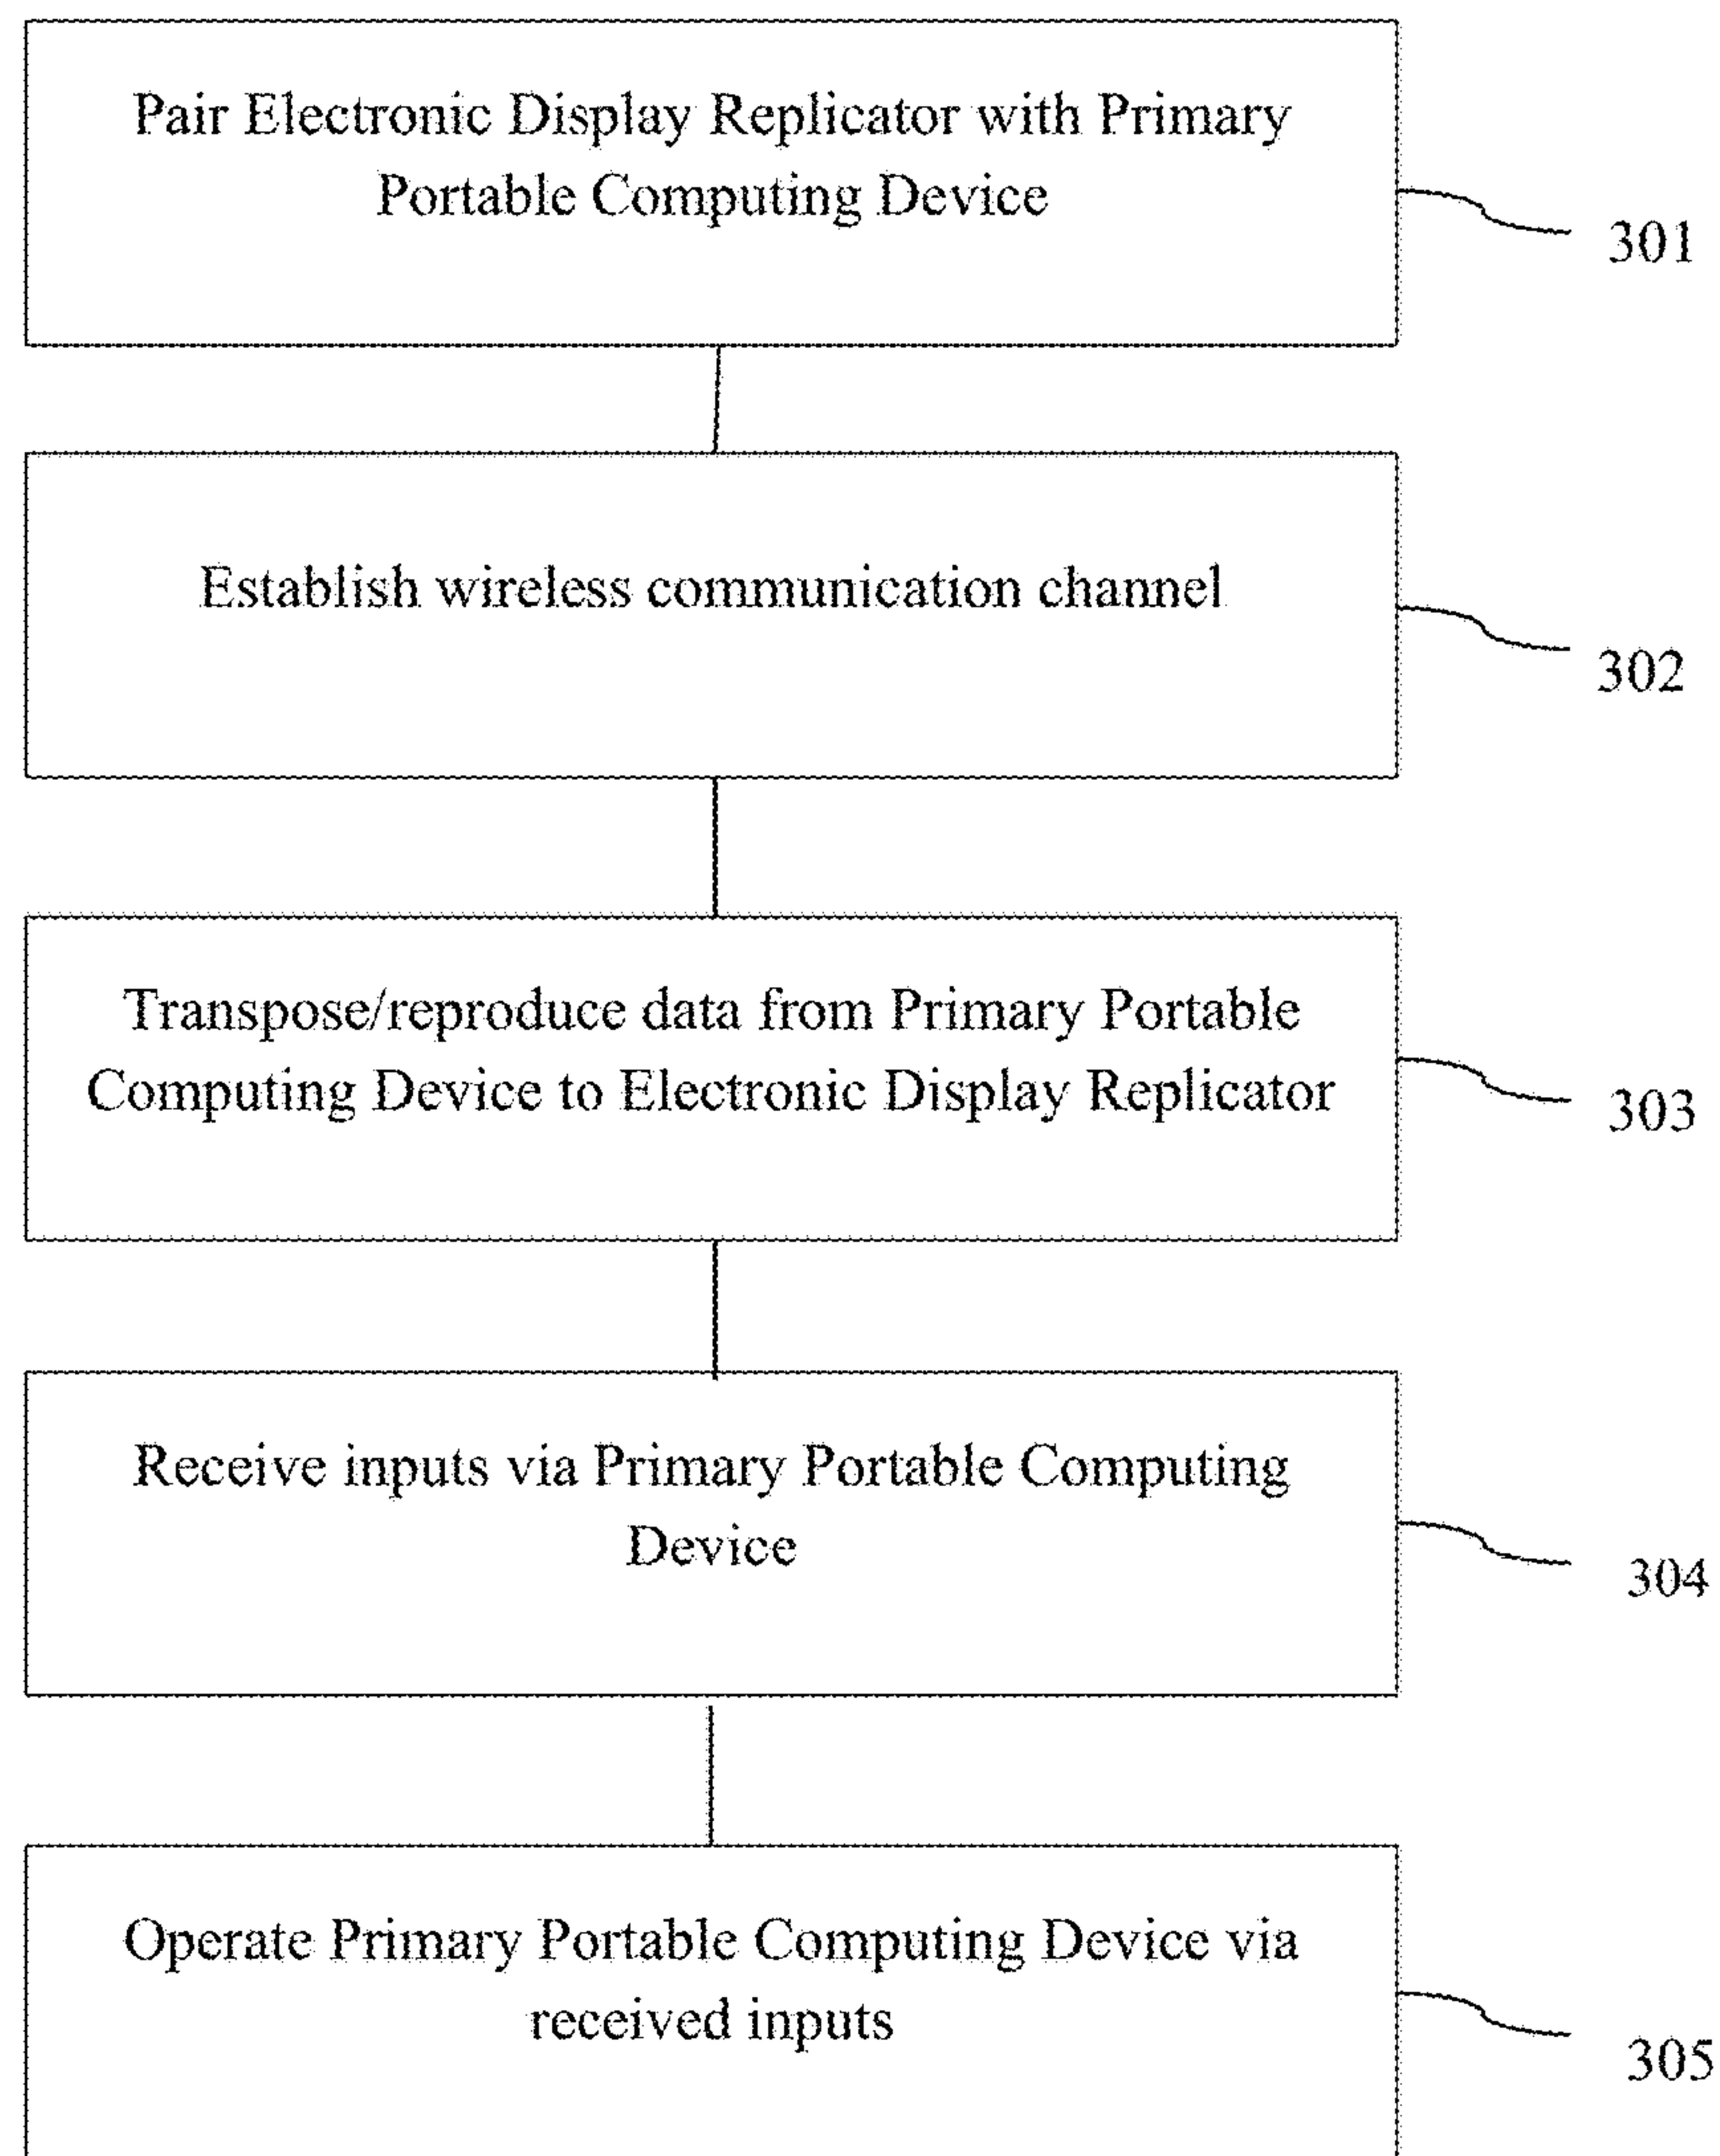 Pair Electronic Display Replicator with Primary
Portable Computing Device
301
Establish wireless communication channel
302
Transpose/reproduce data from Primary Portable
Computing Device to Electronic Display Replicator
303
Receive inputs via Primary Portable Computing
Device
304
Operate Primary Portable Computing Device via
received inputs
305